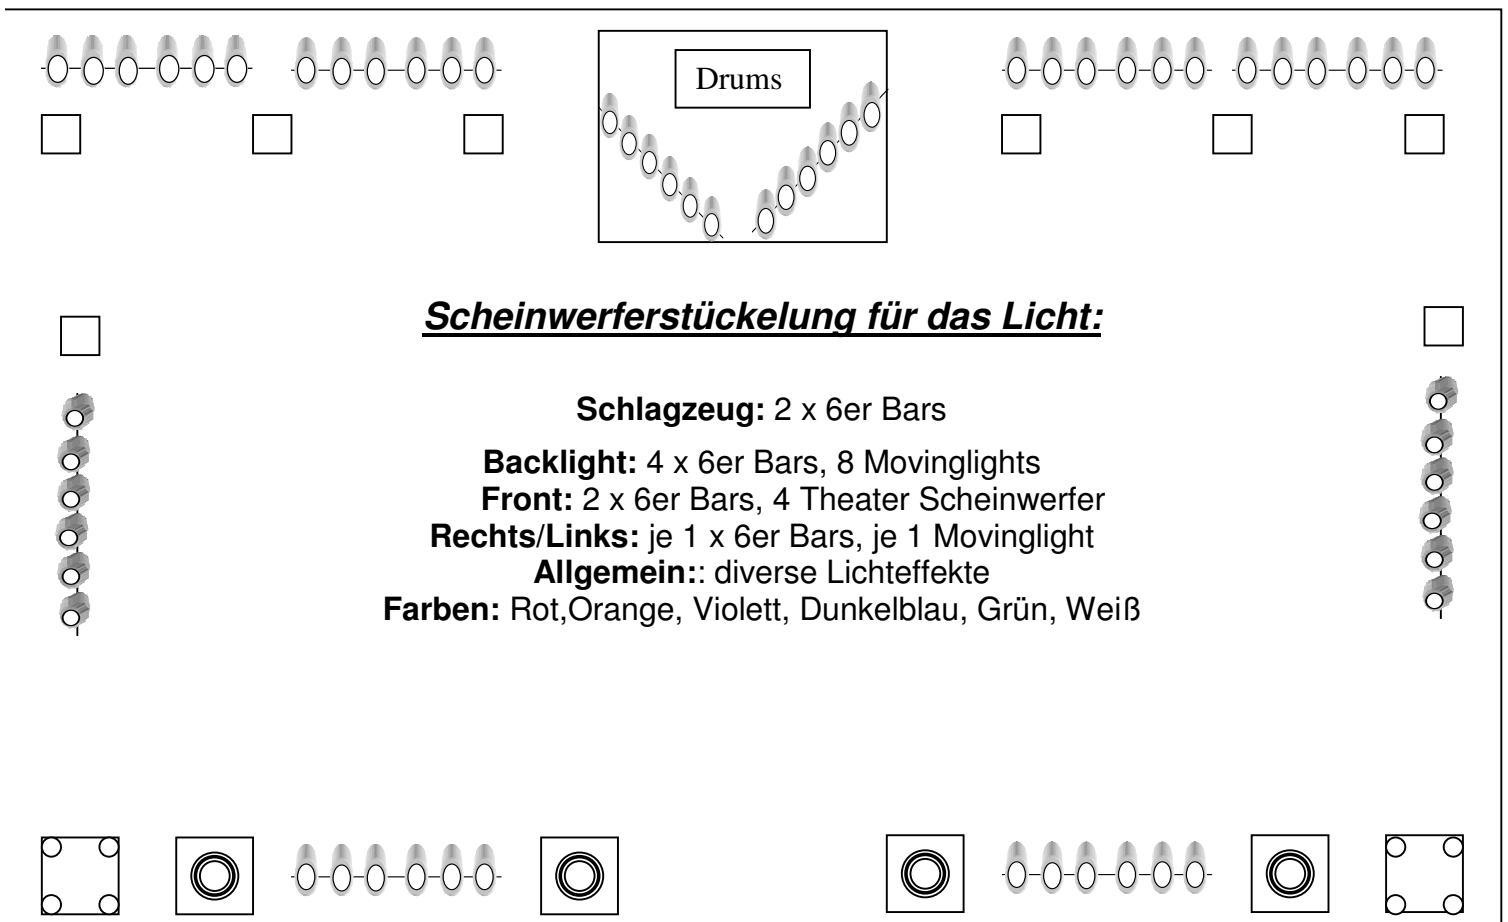 Drums
Scheinwerferstückelung für das Licht:
Schlagzeug: 2 x 6er Bars
Backlight: 4 x 6er Bars, 8 Movinglights
Front: 2 x 6er Bars, 4 Theater Scheinwerfer
Rechts/Links: je 1 x 6er Bars, je 1 Movinglight
Allgemein:: diverse Lichteffekte
Farben: Rot,Orange, Violett, Dunkelblau, Grün, Weiß